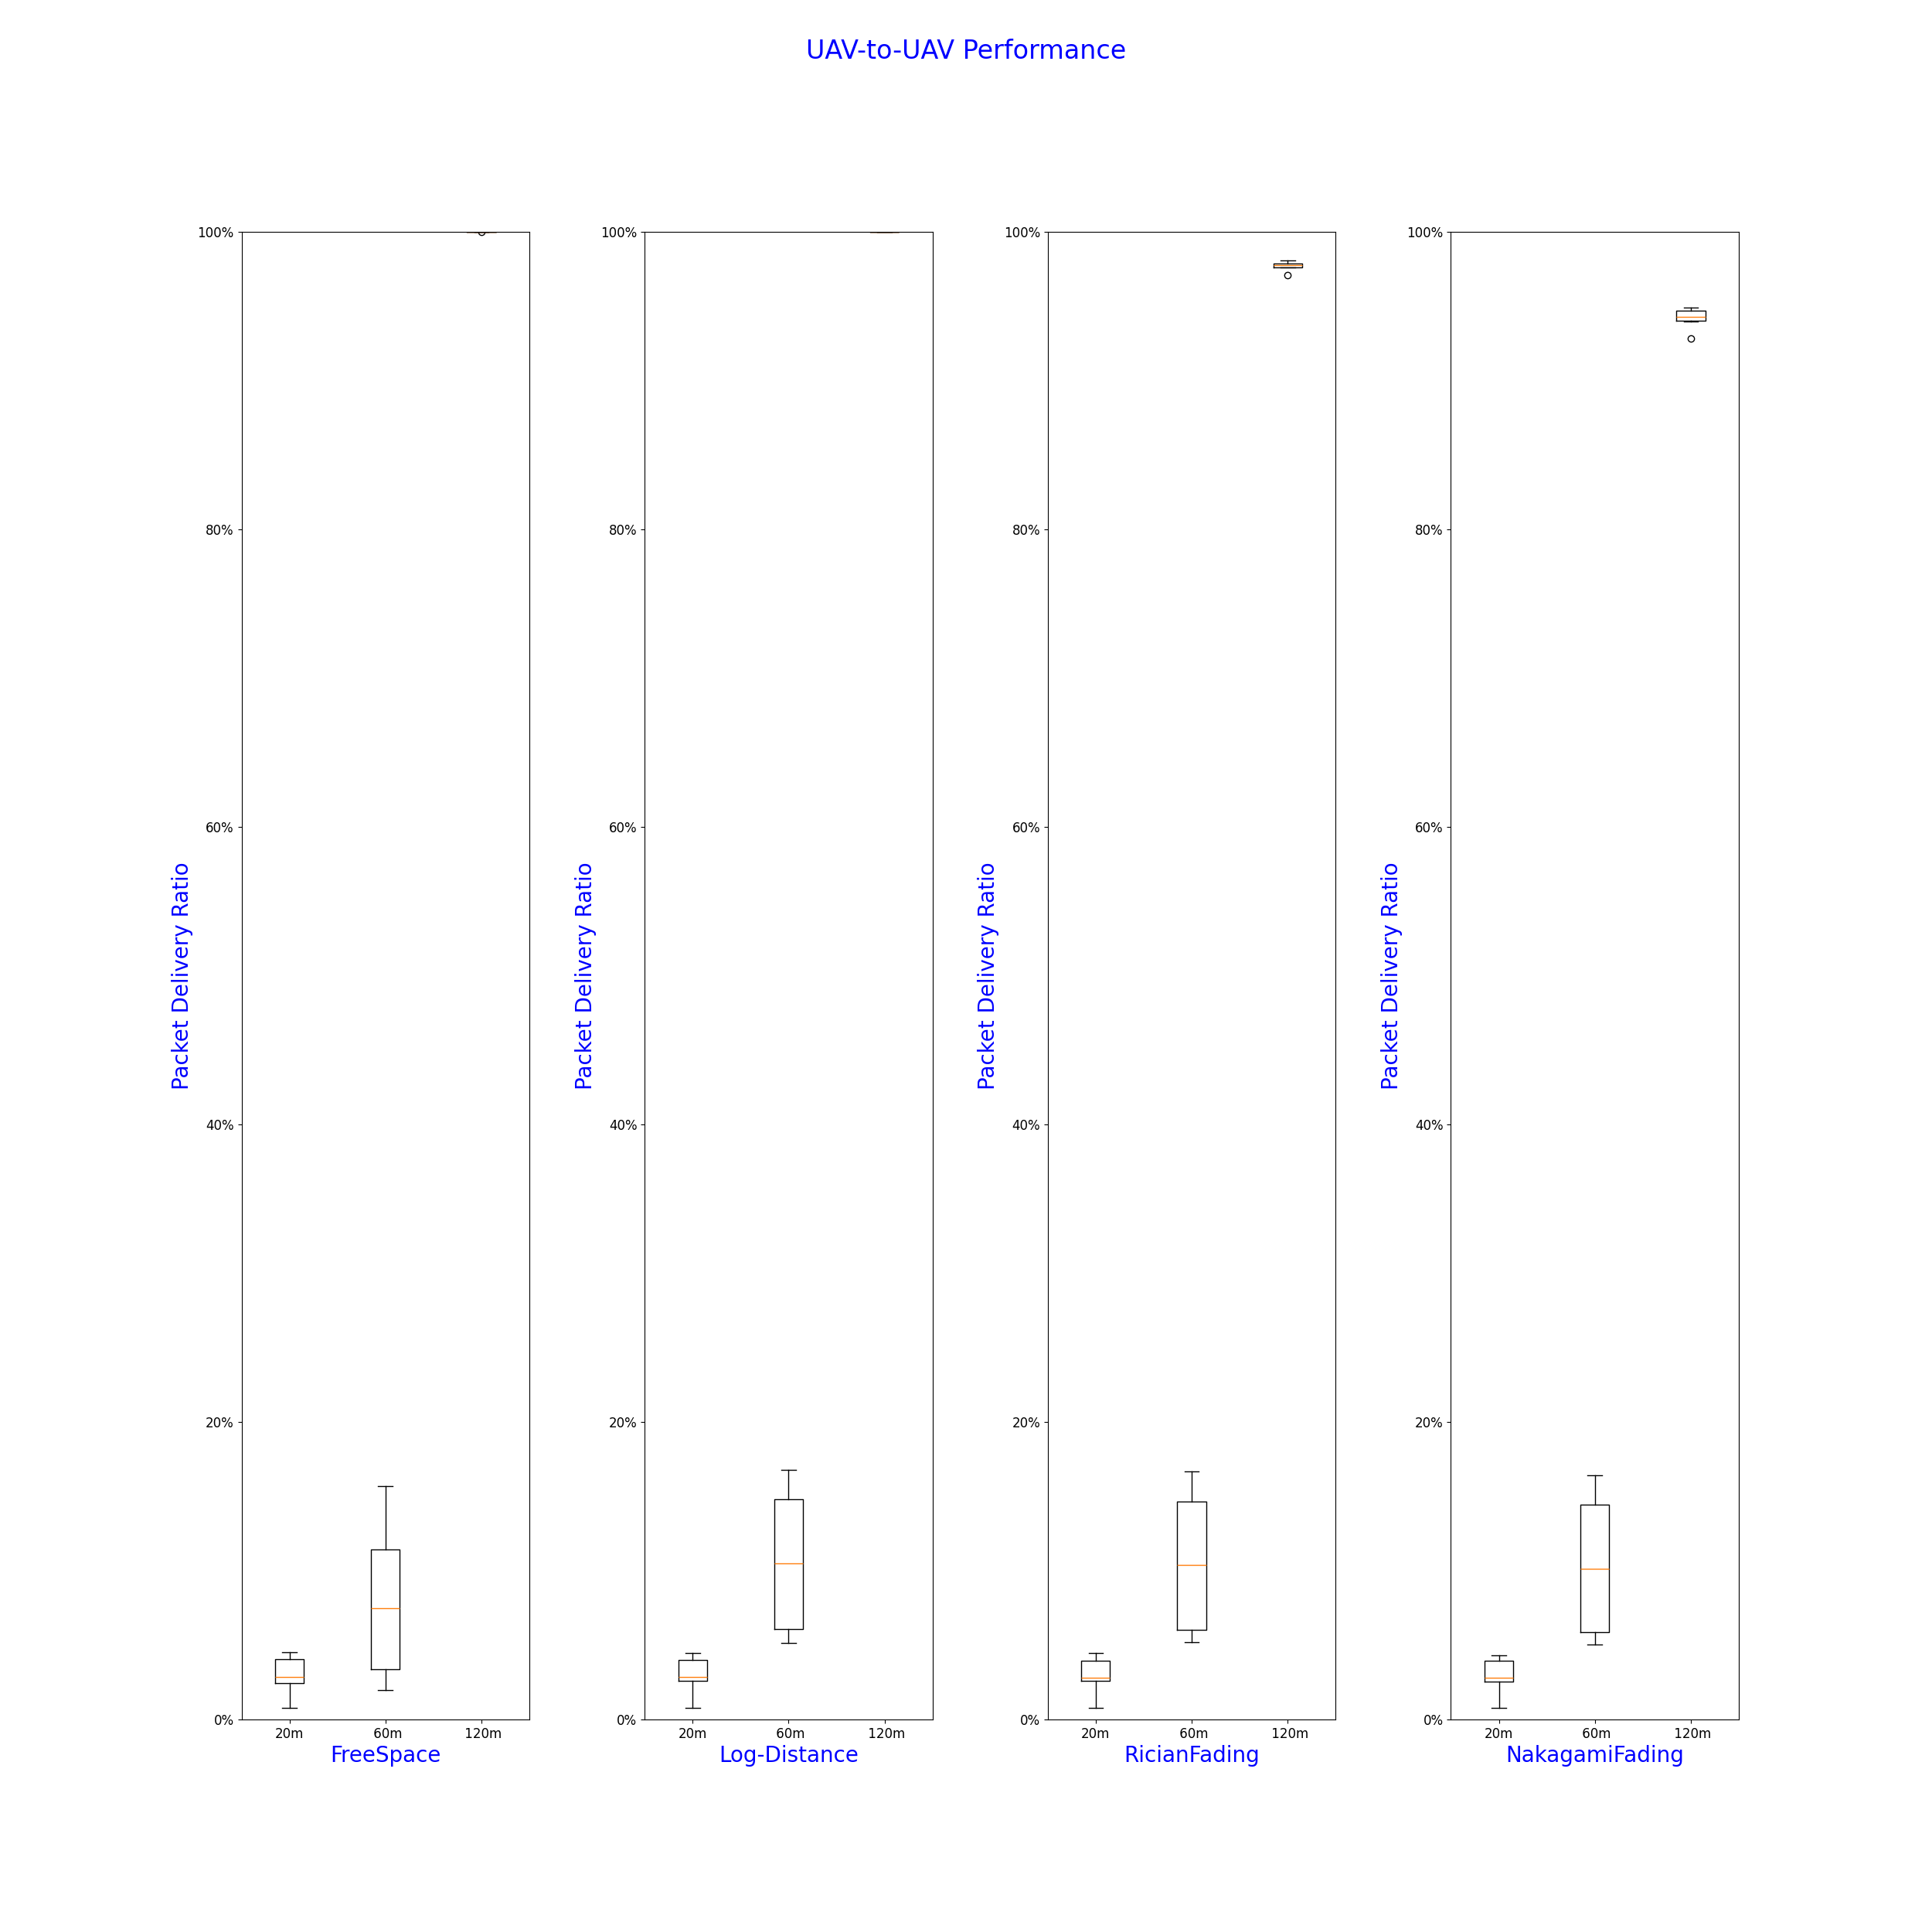 UAV-to-UAV Performance
Packet Delivery Ratio
100%
80%
60%
40%
20%
0%
20m 60m 120m
FreeSpace
Packet Delivery Ratio
100%
80%
60%
40%
20%
0%
20m 60m 120m
Log-Distance
Packet Delivery Ratio
100%
80%
60%
40%
20%
0%
20m 60m 120m
RicianFading
Packet Delivery Ratio
100%
80%
60%
40%
20%
0%
20m 60m 120m
NakagamiFading